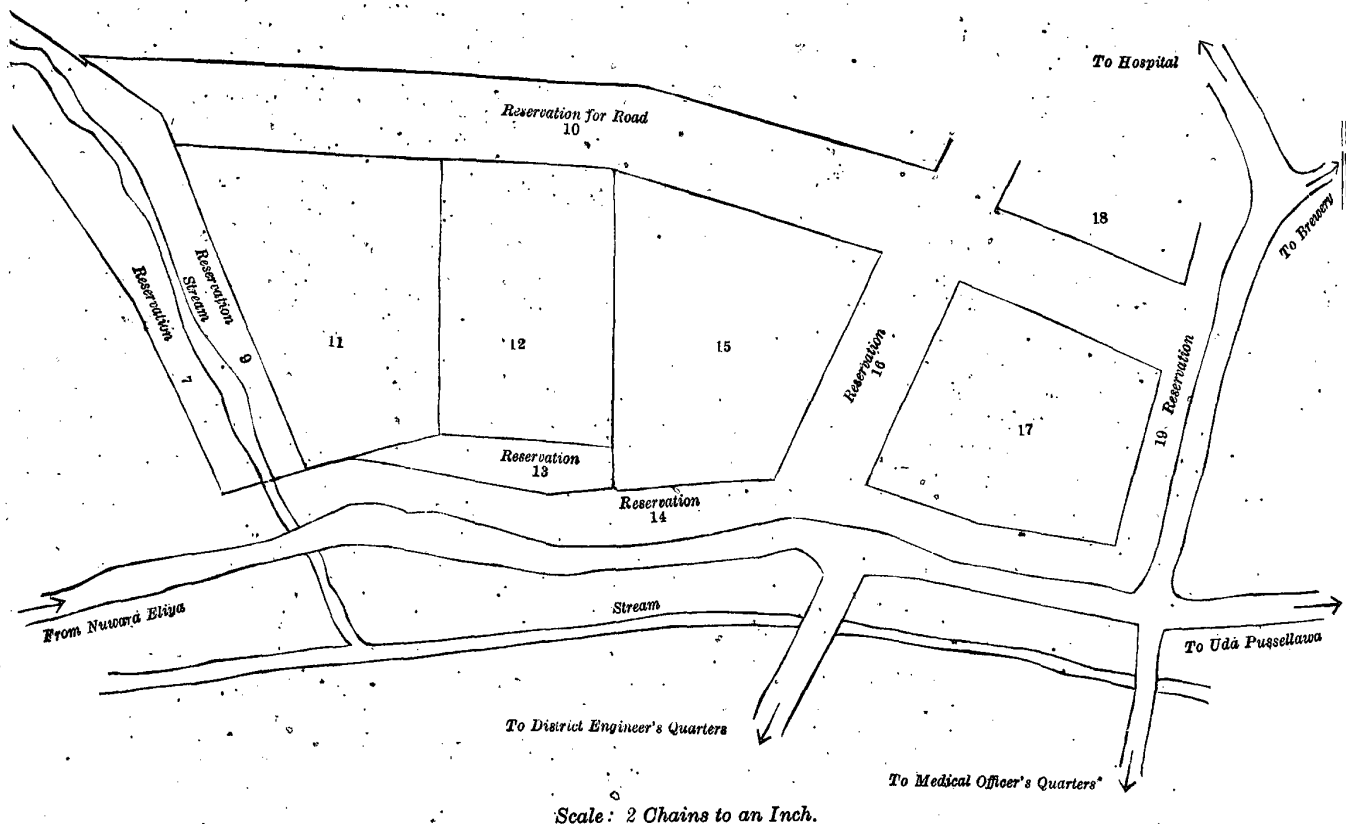 To Hospital
Reservation for Road
10
18
To Brewery
Reservation
7
Reservation
9
Stream
11
12
15
Reservation
16
17
Reservation
19
Reservation
13
Reservation
14
From Nuwara Eliya
Stream
To Uda Pussellawa
To District Engineer's Quarters
To Medical Officer's Quarters
Scale: 2 Chains to an Inch.